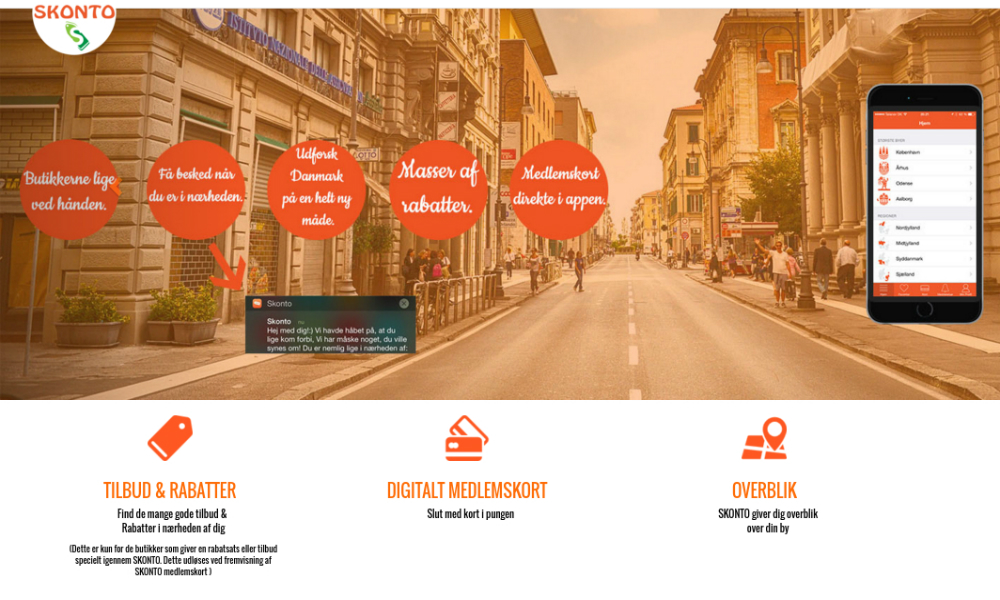 SKONTO
ISTITVTO NAZIONALE DELLE
Butikkerne lige
ved hånden.
Få besked når
du er i nærheden.
Udforsk
Danmark
på en helt ny
måde.
Masser af
rabatter.
Medlemskort
direkte i appen.
Hjem
København
Århus
Odense
Aalborg
Nordjylland
Midtjylland
Syddanmark
Sjælland
Skonto
Skonto nu
Hej med dig!:) Vi havde håbet på, at du
lige kom forbi, Vi har måske noget, du ville
synes om! Du er nemlig lige i nærheden af:
TILBUD & RABATTER
Find de mange gode tilbud &
Rabatter i nærheden af dig
(Dette er kun for de butikker som giver en rabatsats eller tilbud
specielt igennem SKONTO. Dette udløses ved fremvisning af
SKONTO medlemskort )
DIGITALT MEDLEMSKORT
Slut med kort i pungen
OVERBLIK
SKONTO giver dig overblik
over din by